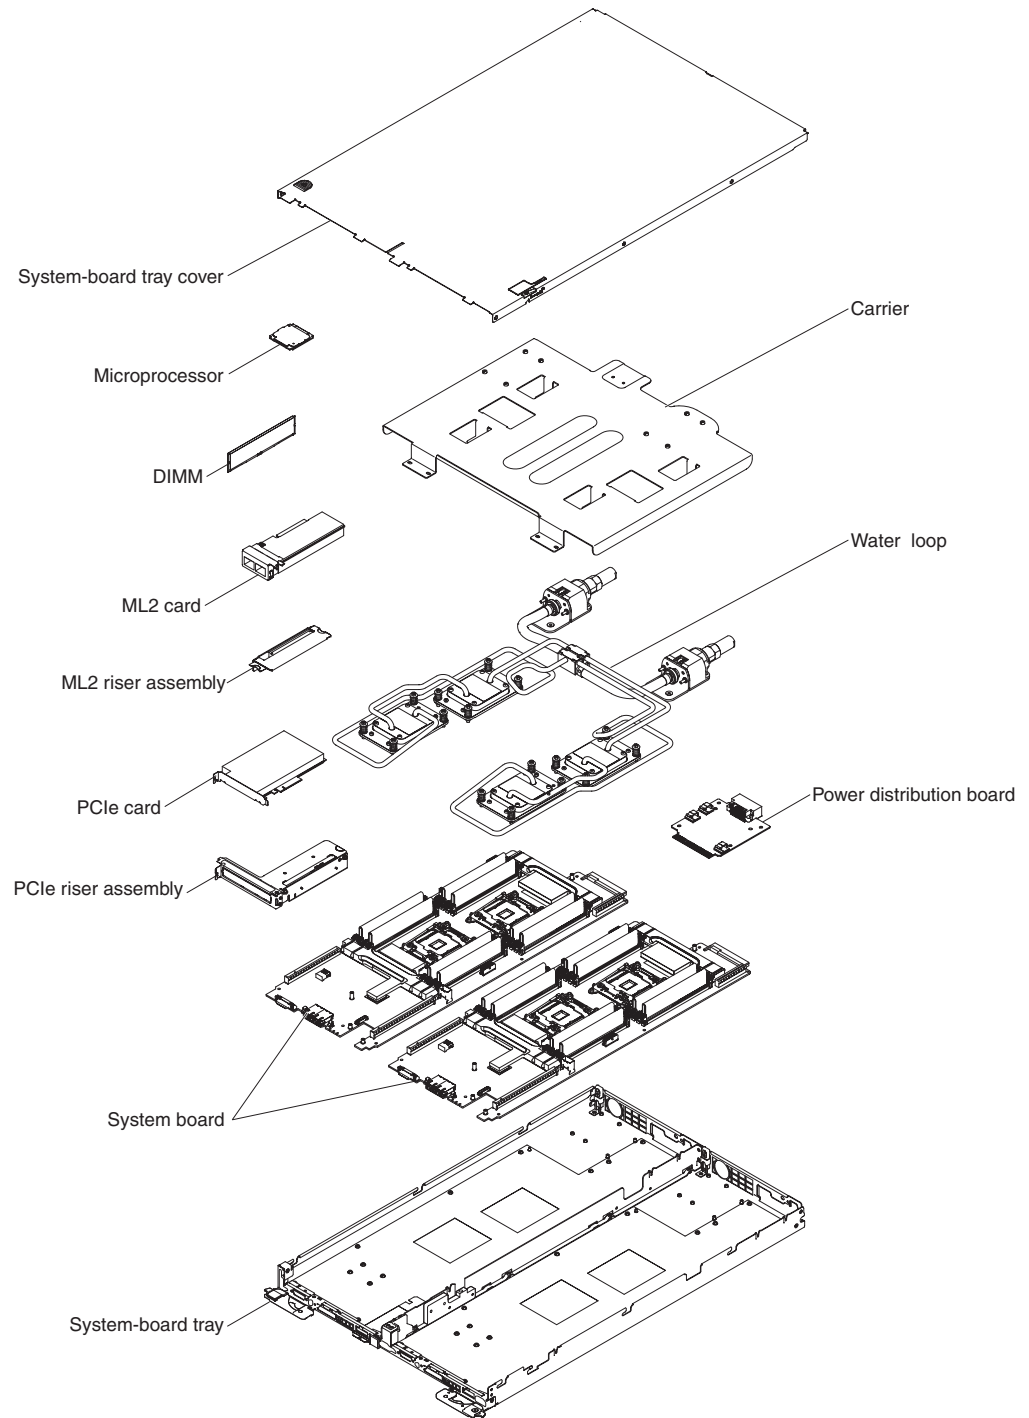 System-board tray cover
Carrier
Microprocessor
DIMM
Water loop
ML2 card
ML2 riser assembly
PCIe card
Power distribution board
PCIe riser assembly
System board
System-board tray